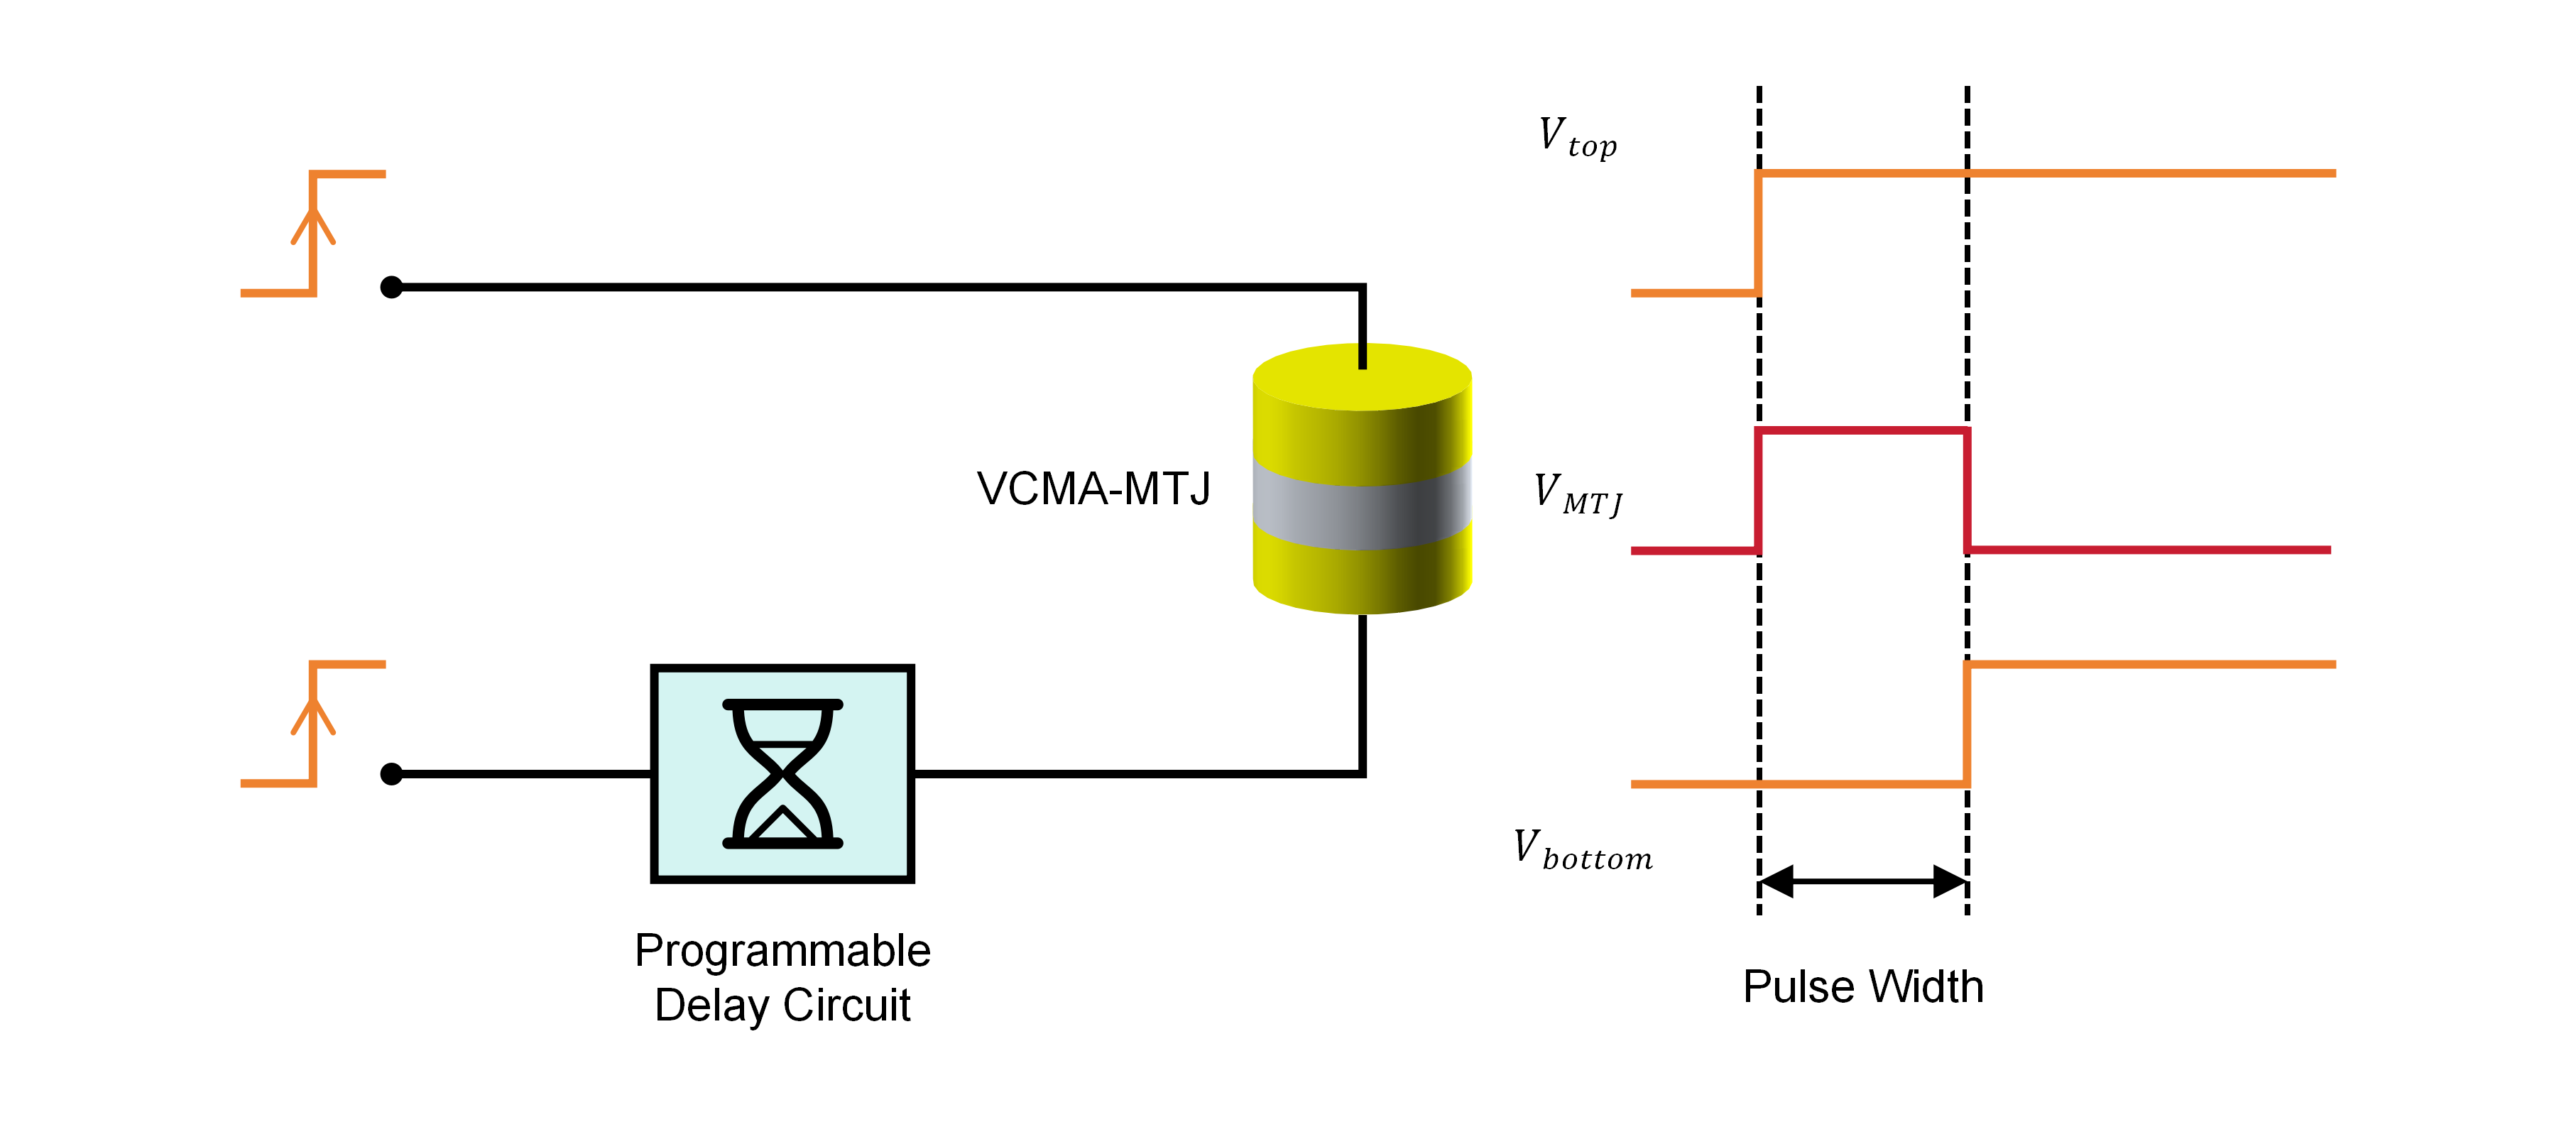 V_top
VCMA-MTJ
V_MTJ
V_bottom
Programmable
Delay Circuit
Pulse Width